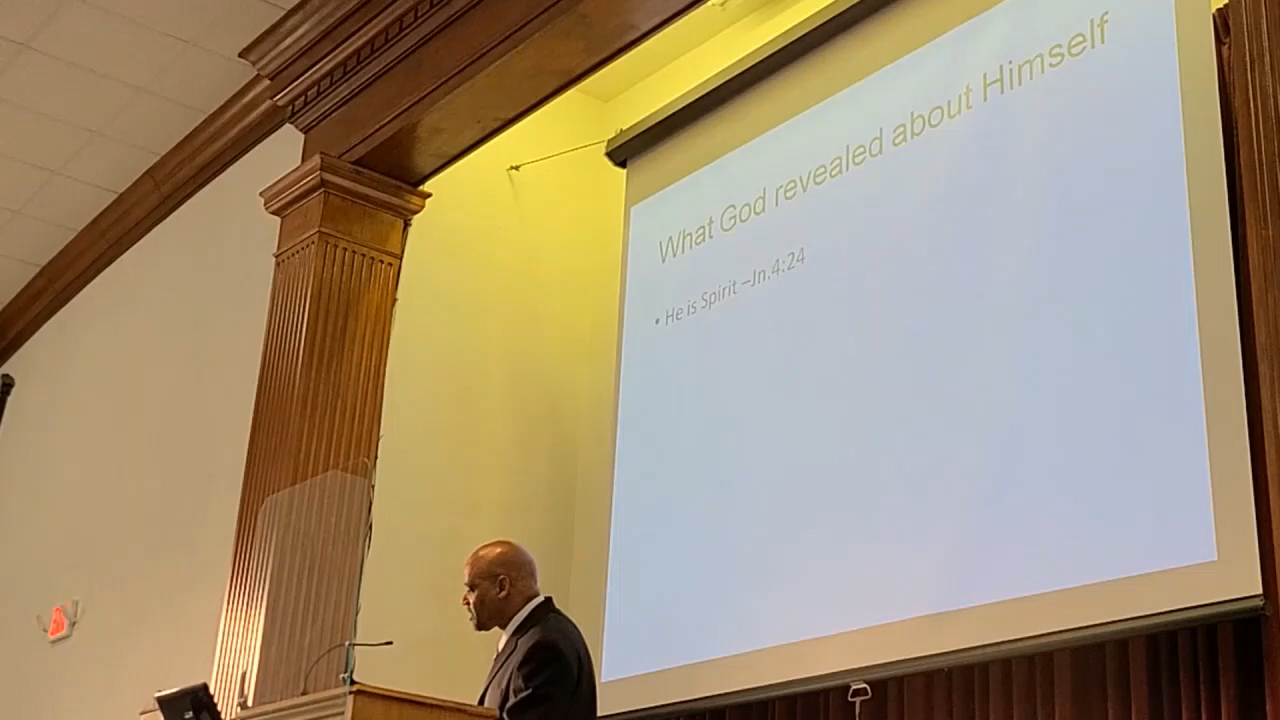 What God revealed about Himself
• He is Spirit –Jn.4:24